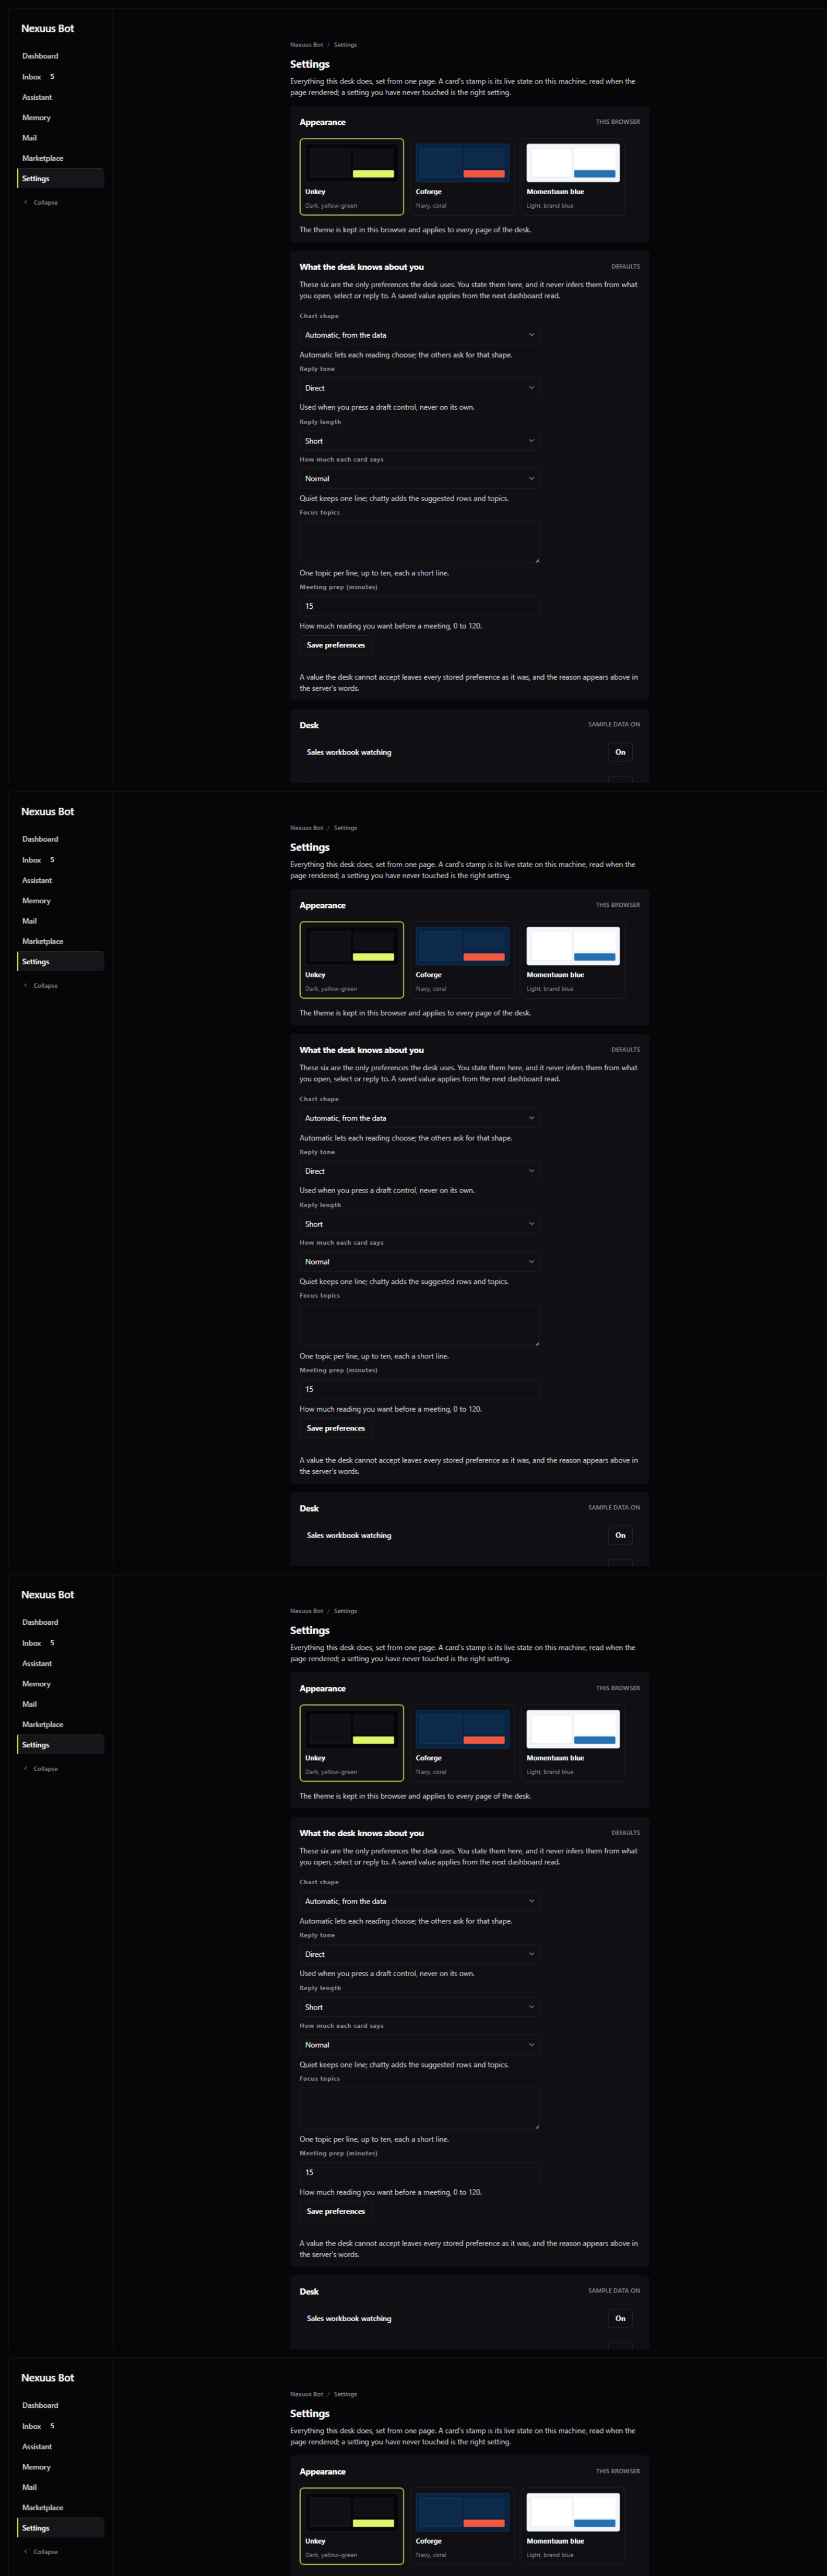 Nexuus Bot
Dashboard
Inbox 5
Assistant
Memory
Mail
Marketplace
Settings
Collapse
Nexuus Bot / Settings
Settings
Everything this desk does, set from one page. A card's stamp is its live state on this machine, read when the
page rendered; a setting you have never touched is the right setting.
Appearance
THIS BROWSER
Unkey
Dark, yellow-green
Coforge
Navy, coral
Momentuum blue
Light, brand blue
The theme is kept in this browser and applies to every page of the desk.
What the desk knows about you
DEFAULTS
These six are the only preferences the desk uses. You state them here, and it never infers them from what
you open, select or reply to. A saved value applies from the next dashboard read.
Chart shape
Automatic, from the data
Automatic lets each reading choose; the others ask for that shape.
Reply tone
Direct
Used when you press a draft control, never on its own.
Reply length
Short
How much each card says
Normal
Quiet keeps one line; chatty adds the suggested rows and topics.
Focus topics
One topic per line, up to ten, each a short line.
Meeting prep (minutes)
15
How much reading you want before a meeting, 0 to 120.
Save preferences
A value the desk cannot accept leaves every stored preference as it was, and the reason appears above in
the server's words.
Desk
SAMPLE DATA ON
Sales workbook watching
On
Nexuus Bot
Dashboard
Inbox 5
Assistant
Memory
Mail
Marketplace
Settings
Collapse
Nexuus Bot / Settings
Settings
Everything this desk does, set from one page. A card's stamp is its live state on this machine, read when the
page rendered; a setting you have never touched is the right setting.
Appearance
THIS BROWSER
Unkey
Dark, yellow-green
Coforge
Navy, coral
Momentuum blue
Light, brand blue
The theme is kept in this browser and applies to every page of the desk.
What the desk knows about you
DEFAULTS
These six are the only preferences the desk uses. You state them here, and it never infers them from what
you open, select or reply to. A saved value applies from the next dashboard read.
Chart shape
Automatic, from the data
Automatic lets each reading choose; the others ask for that shape.
Reply tone
Direct
Used when you press a draft control, never on its own.
Reply length
Short
How much each card says
Normal
Quiet keeps one line; chatty adds the suggested rows and topics.
Focus topics
One topic per line, up to ten, each a short line.
Meeting prep (minutes)
15
How much reading you want before a meeting, 0 to 120.
Save preferences
A value the desk cannot accept leaves every stored preference as it was, and the reason appears above in
the server's words.
Desk
SAMPLE DATA ON
Sales workbook watching
On
Nexuus Bot
Dashboard
Inbox 5
Assistant
Memory
Mail
Marketplace
Settings
Collapse
Nexuus Bot / Settings
Settings
Everything this desk does, set from one page. A card's stamp is its live state on this machine, read when the
page rendered; a setting you have never touched is the right setting.
Appearance
THIS BROWSER
Unkey
Dark, yellow-green
Coforge
Navy, coral
Momentuum blue
Light, brand blue
The theme is kept in this browser and applies to every page of the desk.
What the desk knows about you
DEFAULTS
These six are the only preferences the desk uses. You state them here, and it never infers them from what
you open, select or reply to. A saved value applies from the next dashboard read.
Chart shape
Automatic, from the data
Automatic lets each reading choose; the others ask for that shape.
Reply tone
Direct
Used when you press a draft control, never on its own.
Reply length
Short
How much each card says
Normal
Quiet keeps one line; chatty adds the suggested rows and topics.
Focus topics
One topic per line, up to ten, each a short line.
Meeting prep (minutes)
15
How much reading you want before a meeting, 0 to 120.
Save preferences
A value the desk cannot accept leaves every stored preference as it was, and the reason appears above in
the server's words.
Desk
SAMPLE DATA ON
Sales workbook watching
On
Nexuus Bot
Dashboard
Inbox 5
Assistant
Memory
Mail
Marketplace
Settings
Collapse
Nexuus Bot / Settings
Settings
Everything this desk does, set from one page. A card's stamp is its live state on this machine, read when the
page rendered; a setting you have never touched is the right setting.
Appearance
THIS BROWSER
Unkey
Dark, yellow-green
Coforge
Navy, coral
Momentuum blue
Light, brand blue